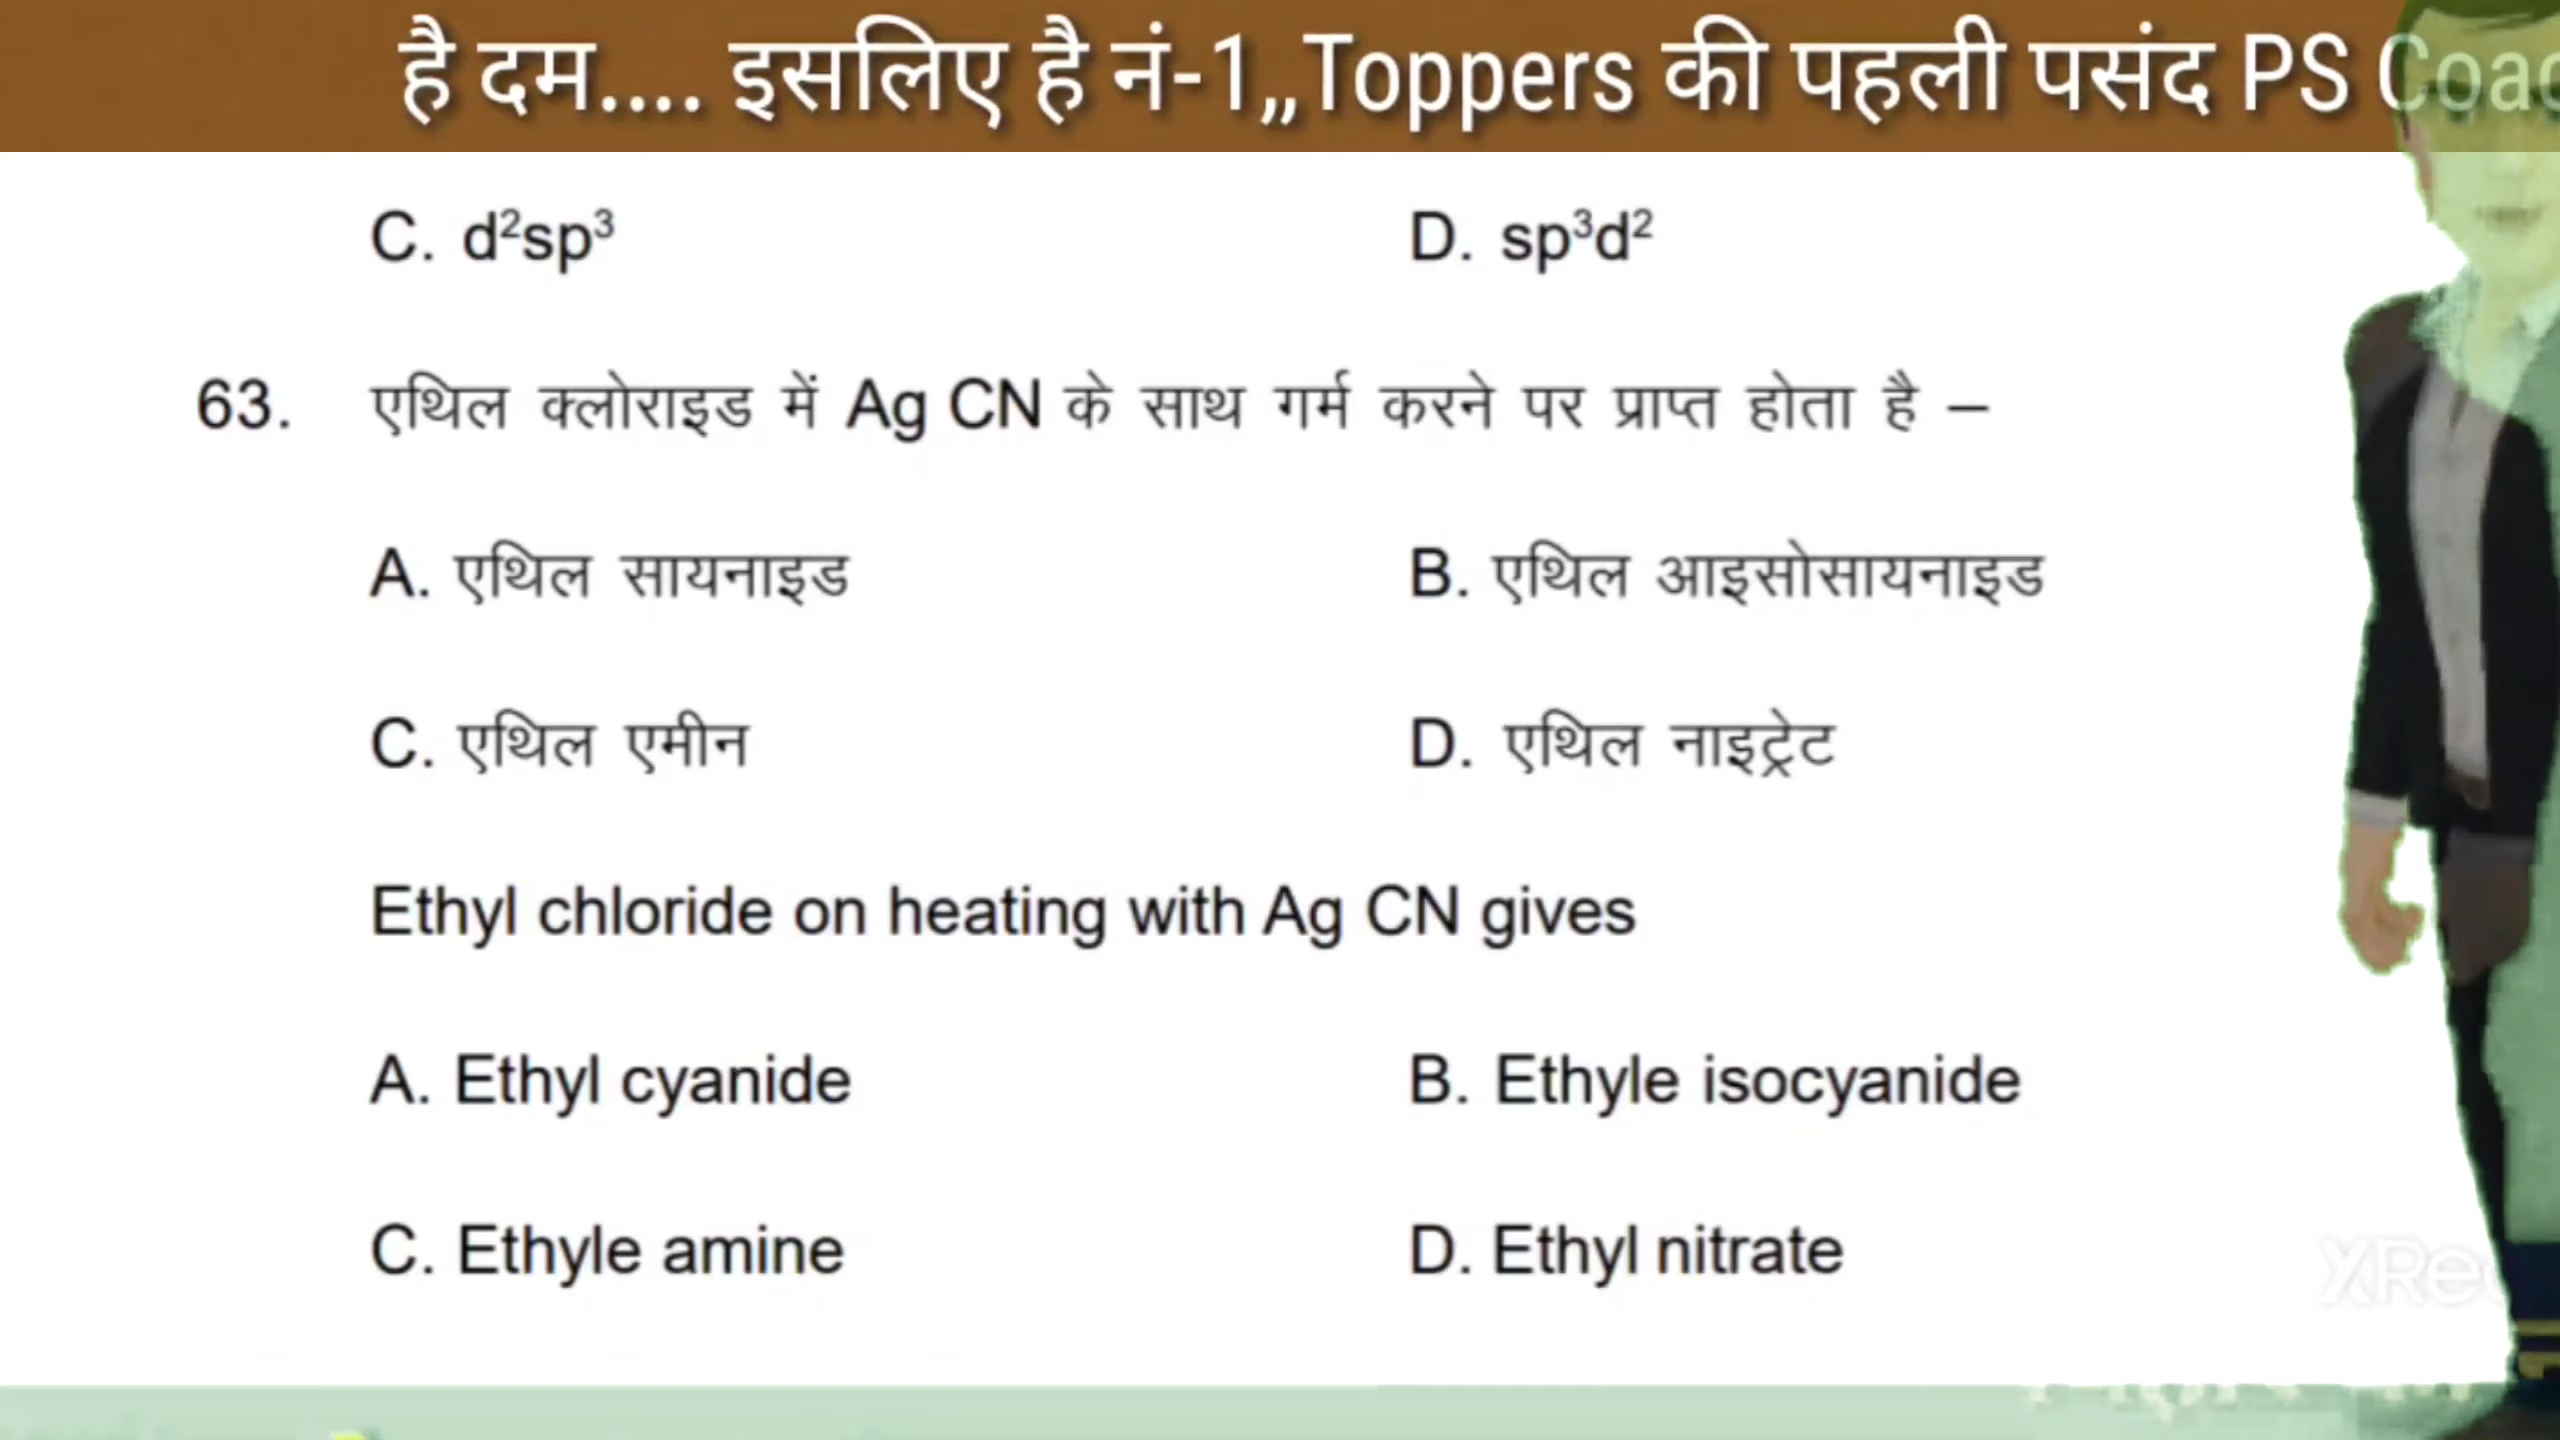 है दम.... इसलिए है नं-1,,Toppers की पहली पसंद PS Coac
C. d²sp³ D. sp³d²
63. एथिल क्लोराइड में Ag CN के साथ गर्म करने पर प्राप्त होता है –
A. एथिल सायनाइड B. एथिल आइसोसायनाइड
C. एथिल एमीन D. एथिल नाइट्रेट
Ethyl chloride on heating with Ag CN gives
A. Ethyl cyanide B. Ethyle isocyanide
C. Ethyle amine D. Ethyl nitrate
XRec